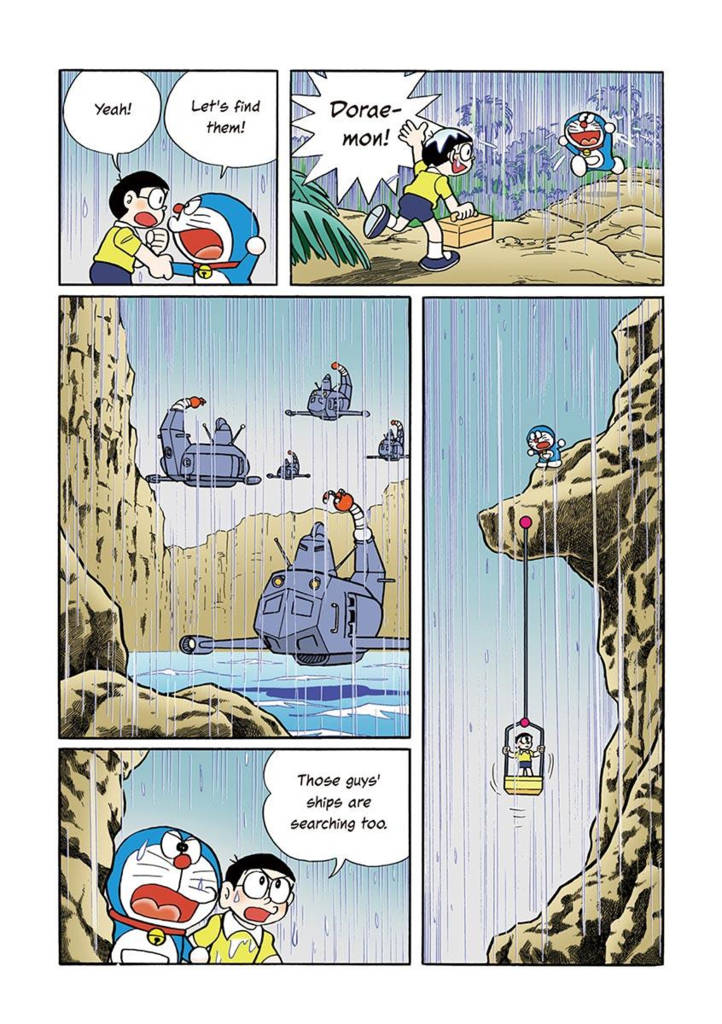 Dorae-
mon!
Let's find
them!
Yeah!
Those guys'
ships are
searching too.